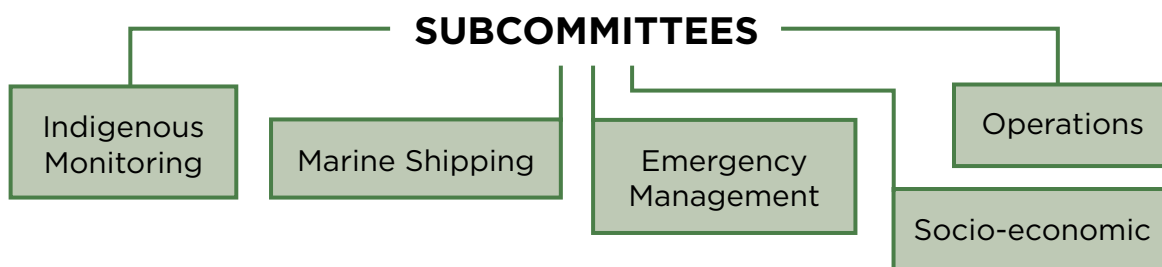 SUBCOMMITTEES
Indigenous
Monitoring
Marine Shipping
Emergency
Management
Operations
Socio-economic